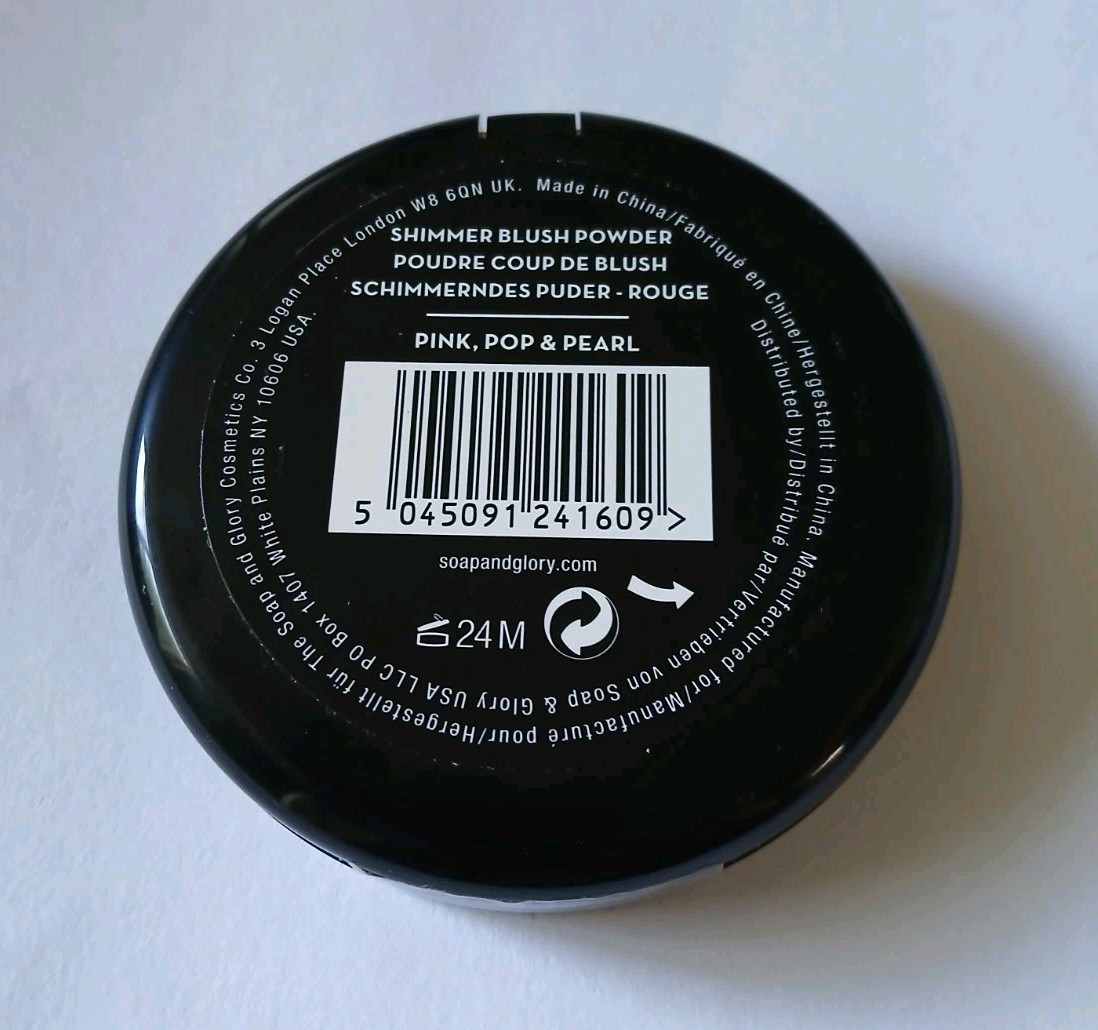 SHIMMER BLUSH POWDER
POUDRE COUP DE BLUSH
SCHIMMERNDES PUDER - ROUGE
PINK, POP & PEARL
5 045091 241609 >
soapandglory.com
24M
Made in China/Fabriqué en Chine/Hergestellt in China. Manufactured for/Manufacturé pour/Hergestellt für The Soap and Glory Cosmetics Co. 3 Logan Place London W8 6QN UK.
Distributed by/Distribué par/Vertrieben von Soap & Glory USA LLC PO Box 1407 White Plains NY 10606 USA.